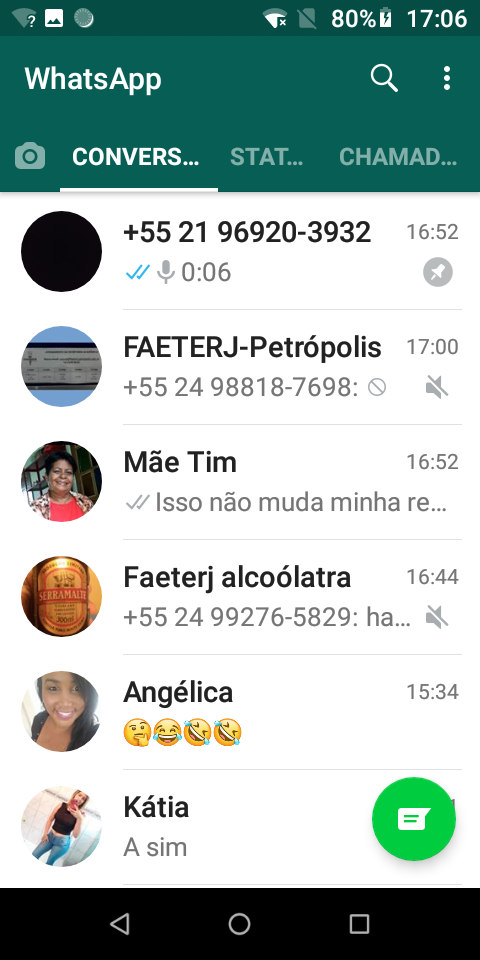 80% 17:06
WhatsApp
CONVERS... STAT... CHAMAD...
+55 21 96920-3932 16:52
0:06
FAETERJ-Petrópolis 17:00
+55 24 98818-7698:
Mãe Tim 16:52
Isso não muda minha re...
Faeterj alcoólatra 16:44
+55 24 99276-5829: ha...
SERRAMALTE
Angélica 15:34
🤔😂🤣🤣
Kátia
A sim